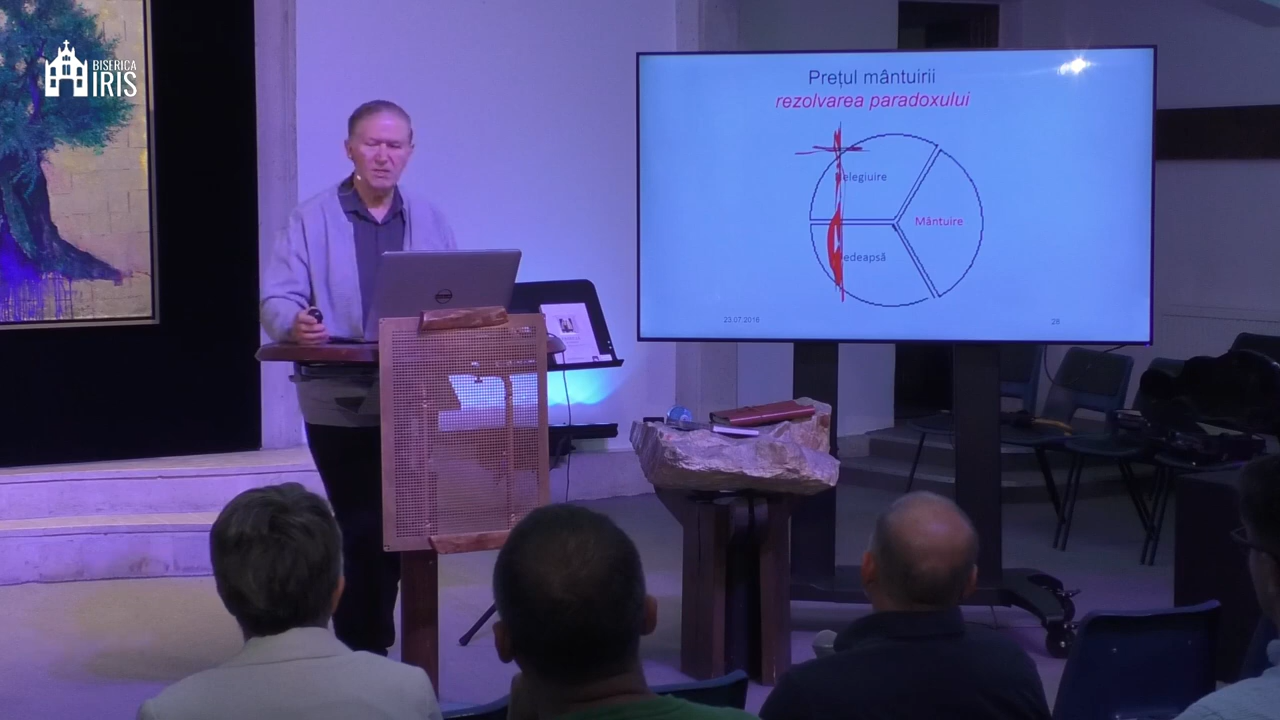 BISERICA
IRIS
Prețul mântuirii
rezolvarea paradoxului
elegiuire
Mântuire
edeapsă
23.07.2016
26